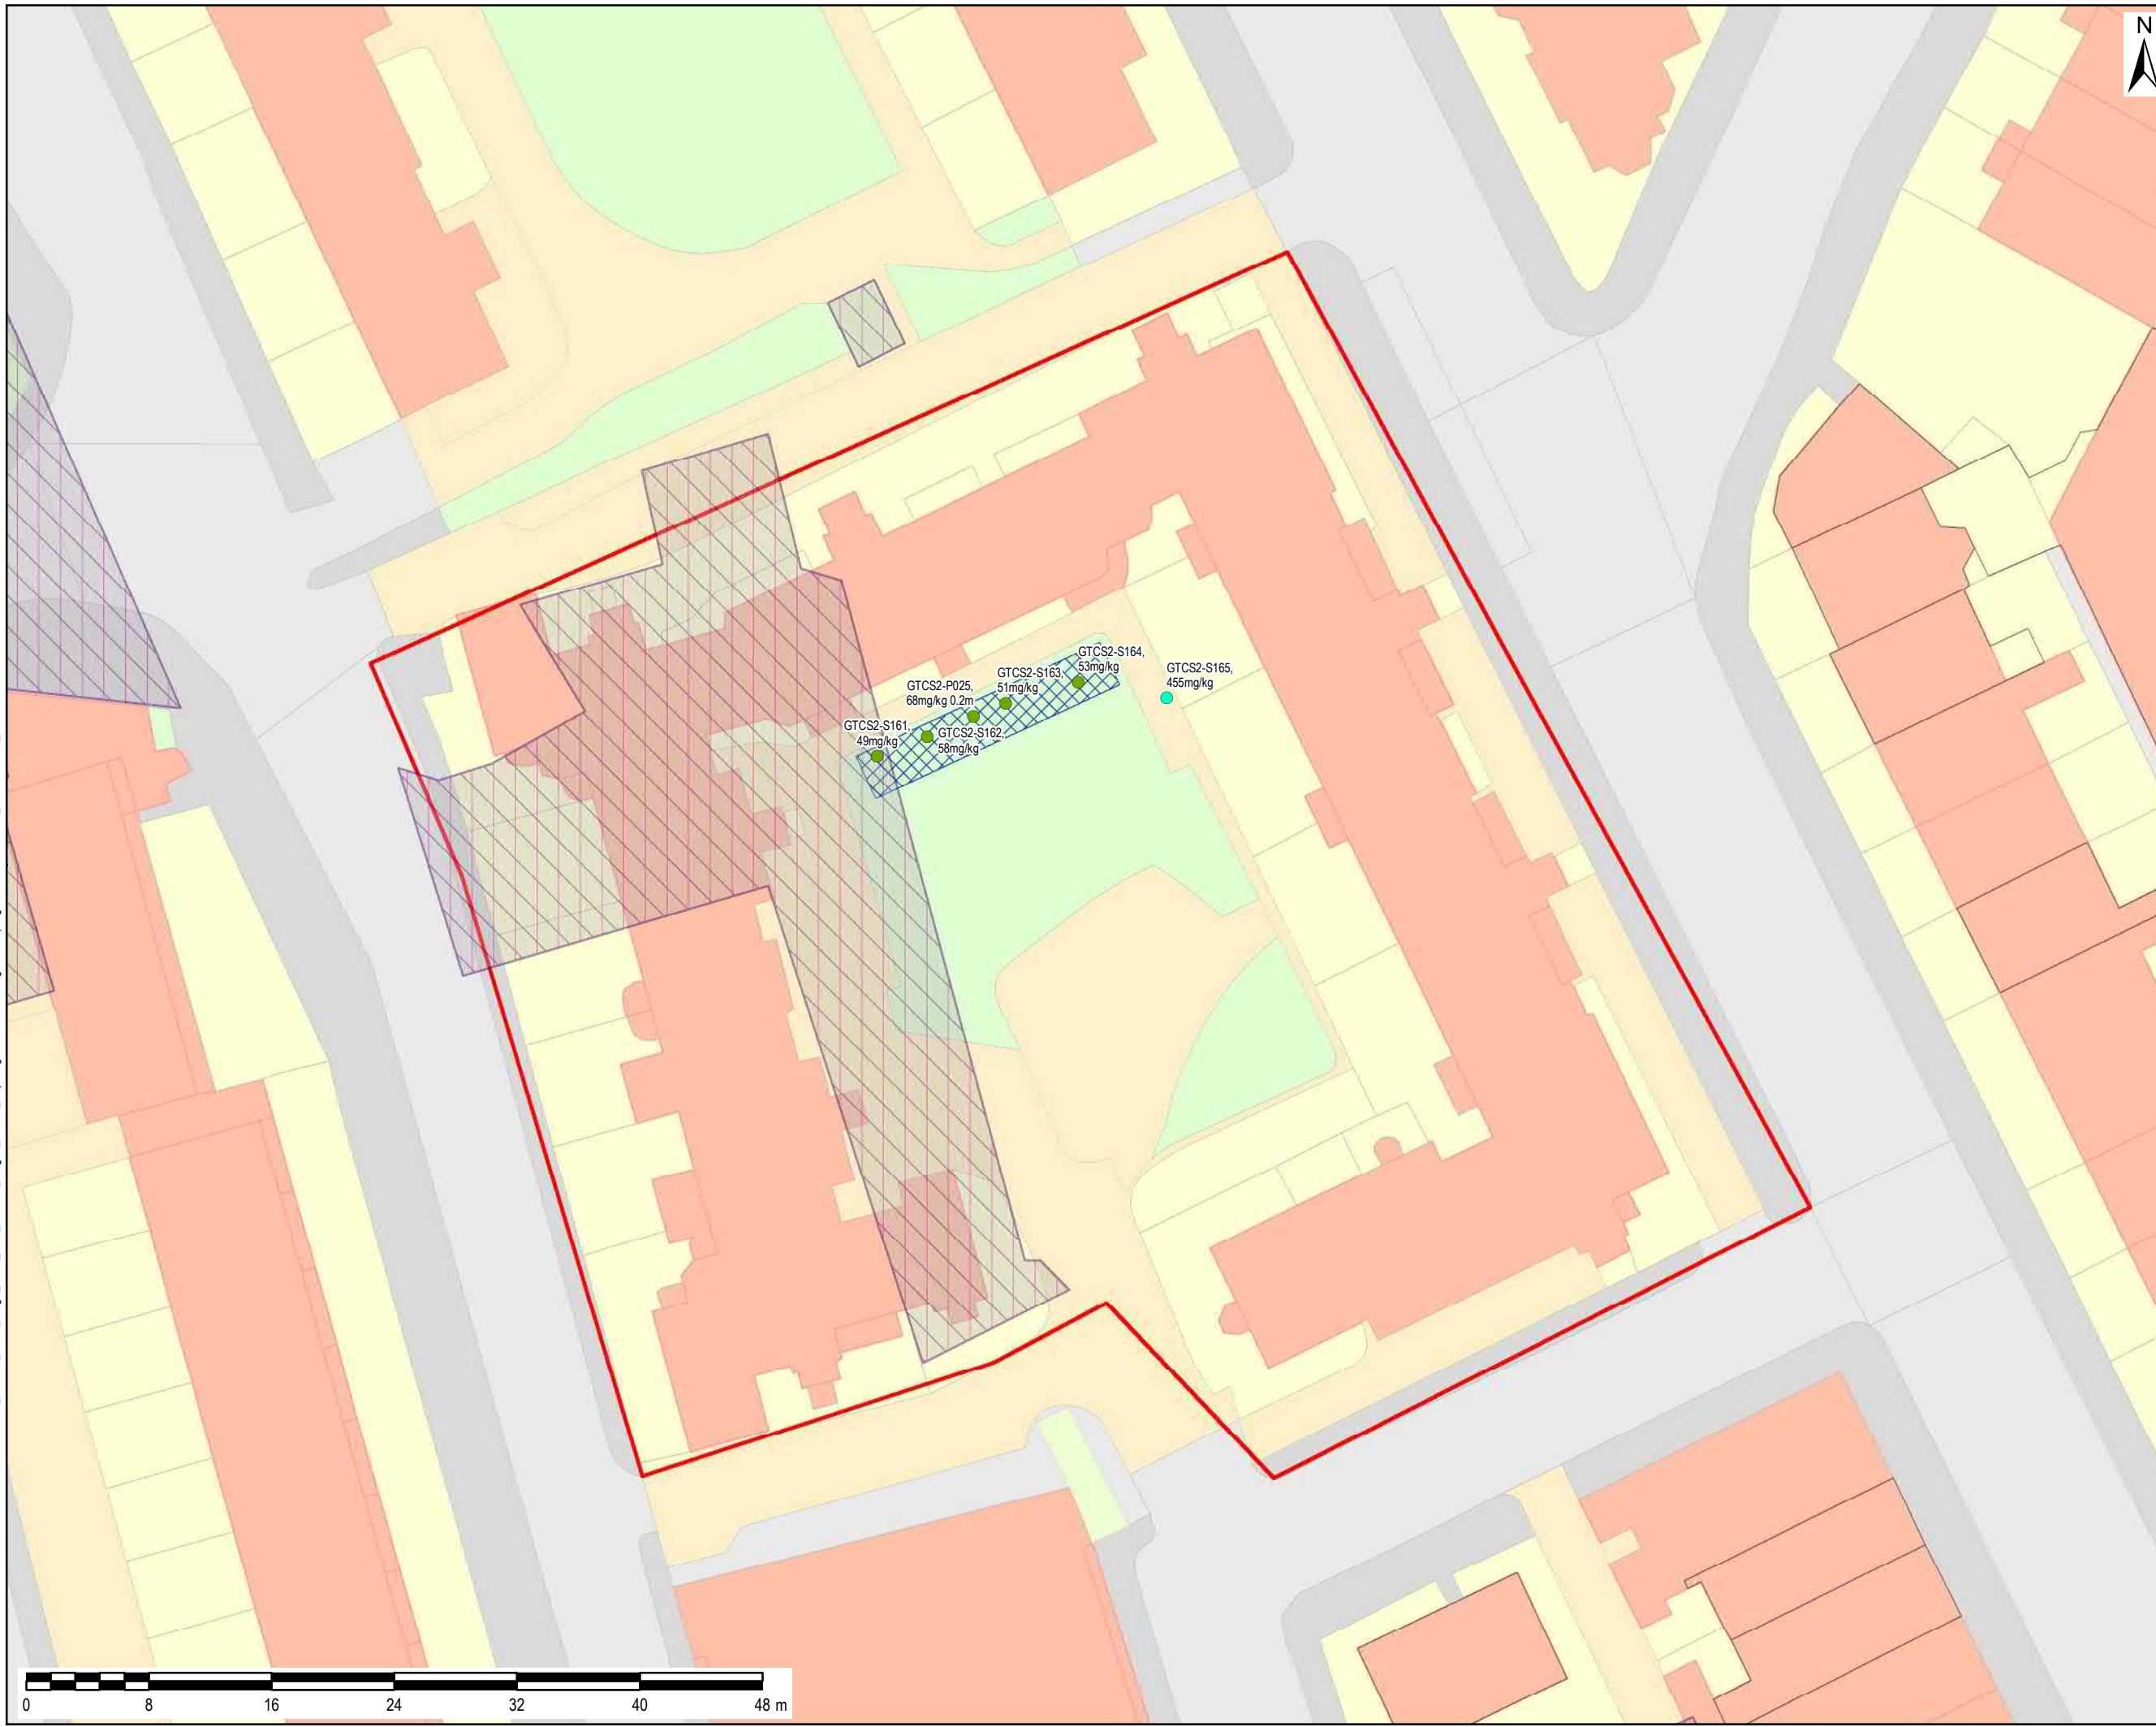 N
GTCS2-S164,
53mg/kg
GTCS2-S165,
455mg/kg
GTCS2-S163,
51mg/kg
GTCS2-P025,
68mg/kg 0.2m
GTCS2-S161,
49mg/kg
GTCS2-S162,
58mg/kg
0 8 16 24 32 40 48 m